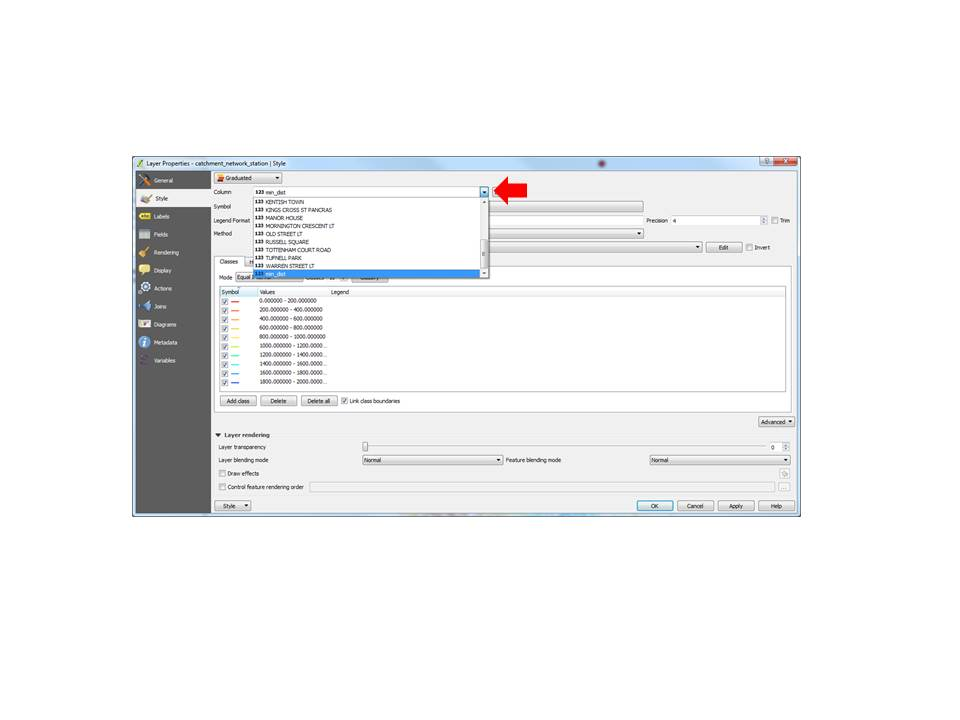 Layer Properties - catchment_network_station | Style
General
Style
Labels
Fields
Rendering
Display
Actions
Joins
Diagrams
Metadata
Variables
Graduated
Column 123 min_dist
Symbol
Legend Format
Precision 4 Trim
Method
123 KENTISH TOWN
123 KINGS CROSS ST PANCRAS
123 MANOR HOUSE
123 MORNINGTON CRESCENT LT
123 OLD STREET LT
123 RUSSELL SQUARE
123 TOTTENHAM COURT ROAD
123 TUFNELL PARK
123 WARREN STREET LT
123 min_dist
Edit Invert
Classes
Mode Equal
Symbol Values Legend
0.000000 - 200.000000
200.000000 - 400.000000
400.000000 - 600.000000
600.000000 - 800.000000
800.000000 - 1000.000000
1000.000000 - 1200.0000...
1200.000000 - 1400.0000...
1400.000000 - 1600.0000...
1600.000000 - 1800.0000...
1800.000000 - 2000.0000...
Add class Delete Delete all Link class boundaries
Advanced
Layer rendering
Layer transparency 0
Layer blending mode Normal Feature blending mode Normal
Draw effects
Control feature rendering order ...
Style OK Cancel Apply Help